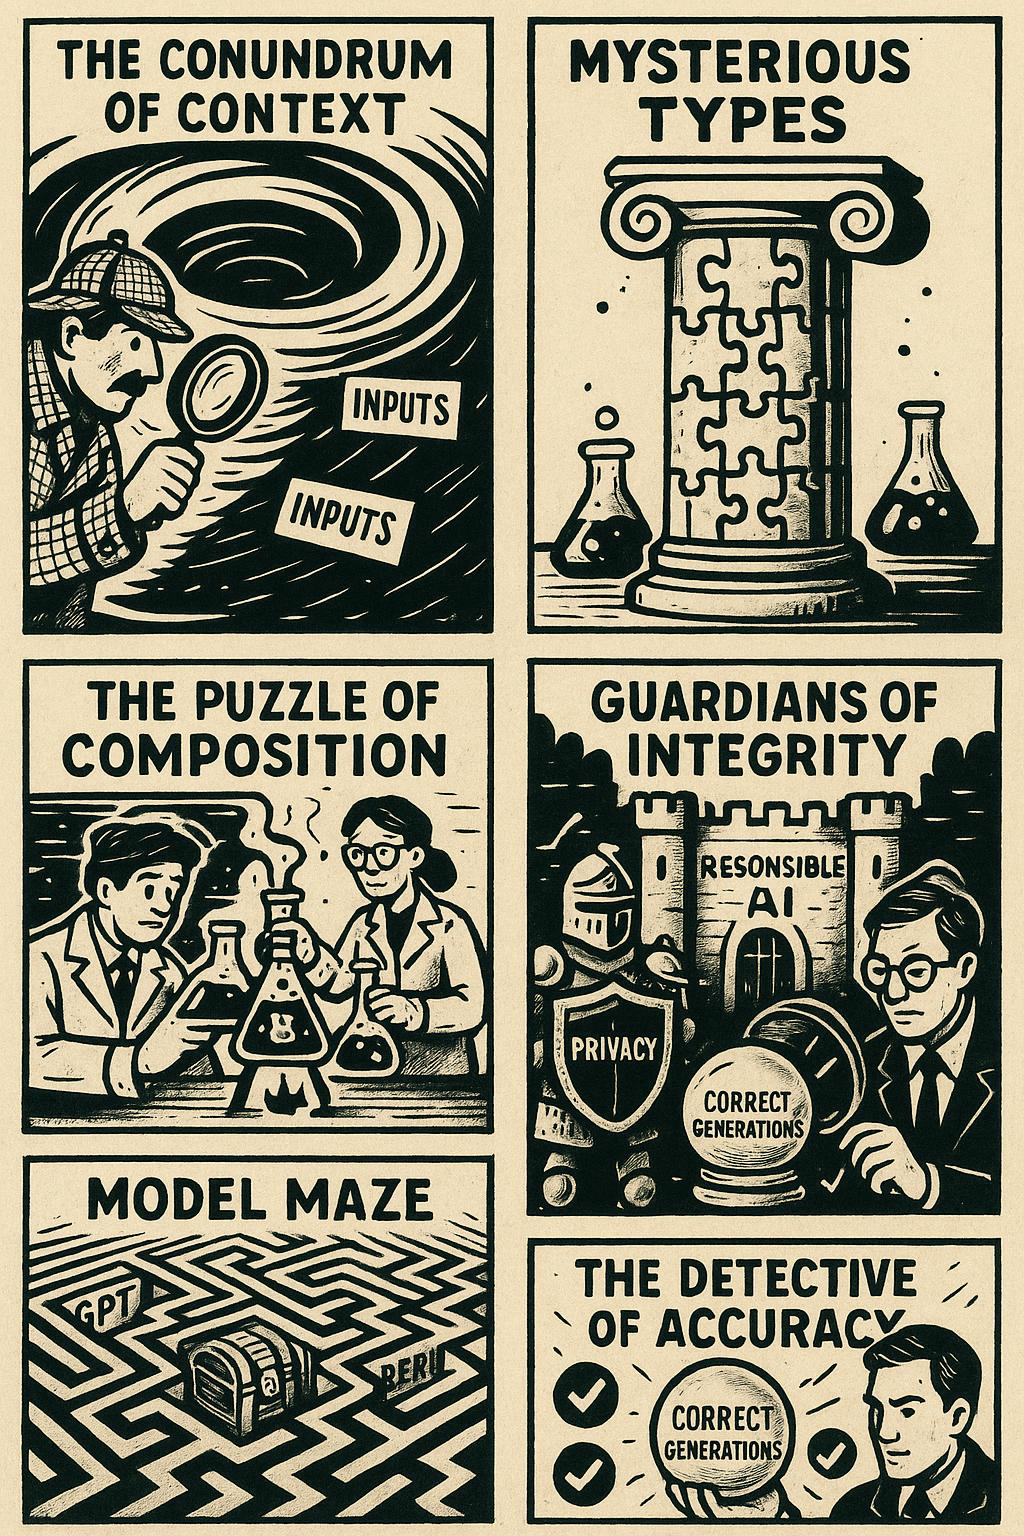 THE CONUNDRUM
OF CONTEXT
INPUTS
INPUTS
MYSTERIOUS
TYPES
THE PUZZLE OF
COMPOSITION
GUARDIANS OF
INTEGRITY
RESONSIBLE
AI
PRIVACY
CORRECT
GENERATIONS
MODEL MAZE
GPT
THE DETECTIVE
OF ACCURACY
CORRECT
GENERATIONS